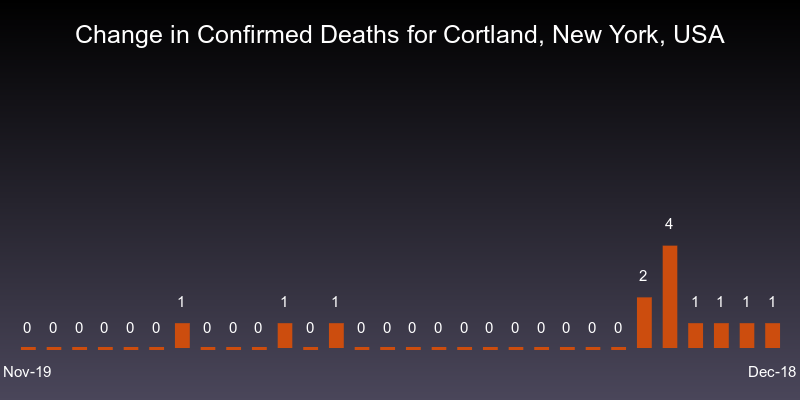 Change in Confirmed Deaths for Cortland, New York, USA
4
2
1 1 1 1 1 1 1
0 0 0 0 0 0 0 0 0 0 0 0 0 0 0 0 0 0 0 0 0
Nov-19 Dec-18